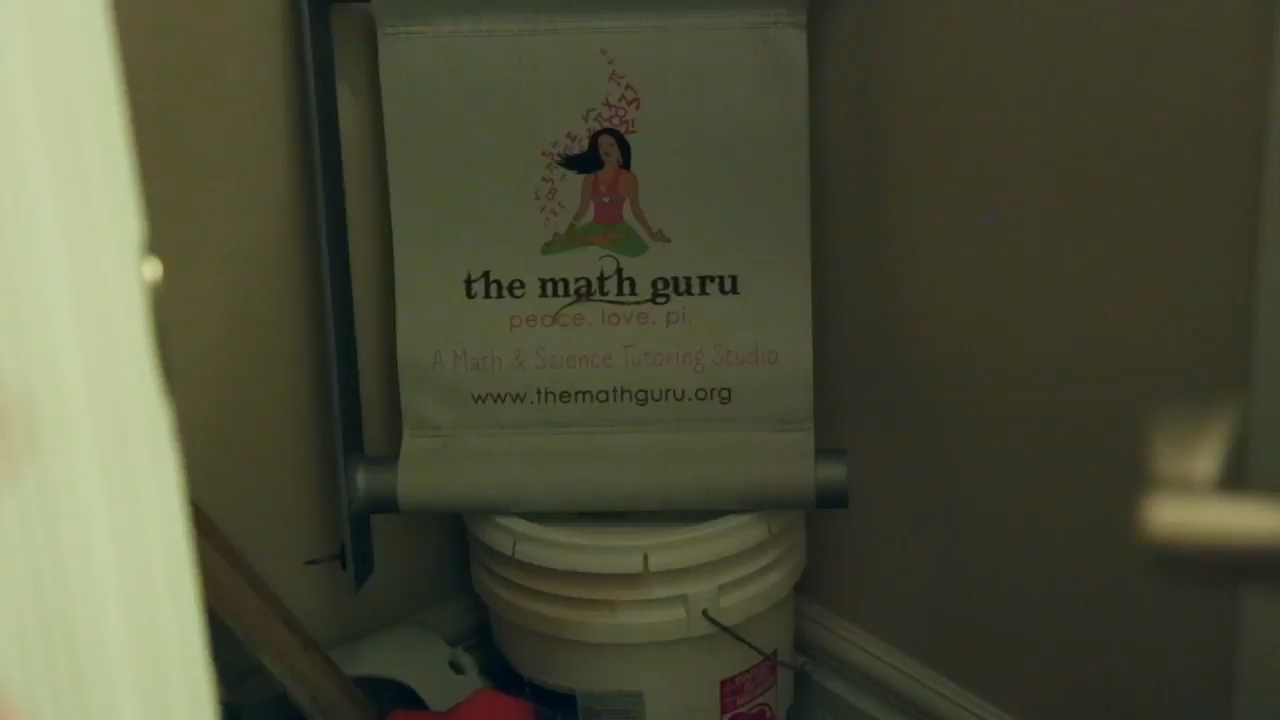 the math guru
peace. love. pi.
A Math & Science Tutoring Studio
www.themathguru.org